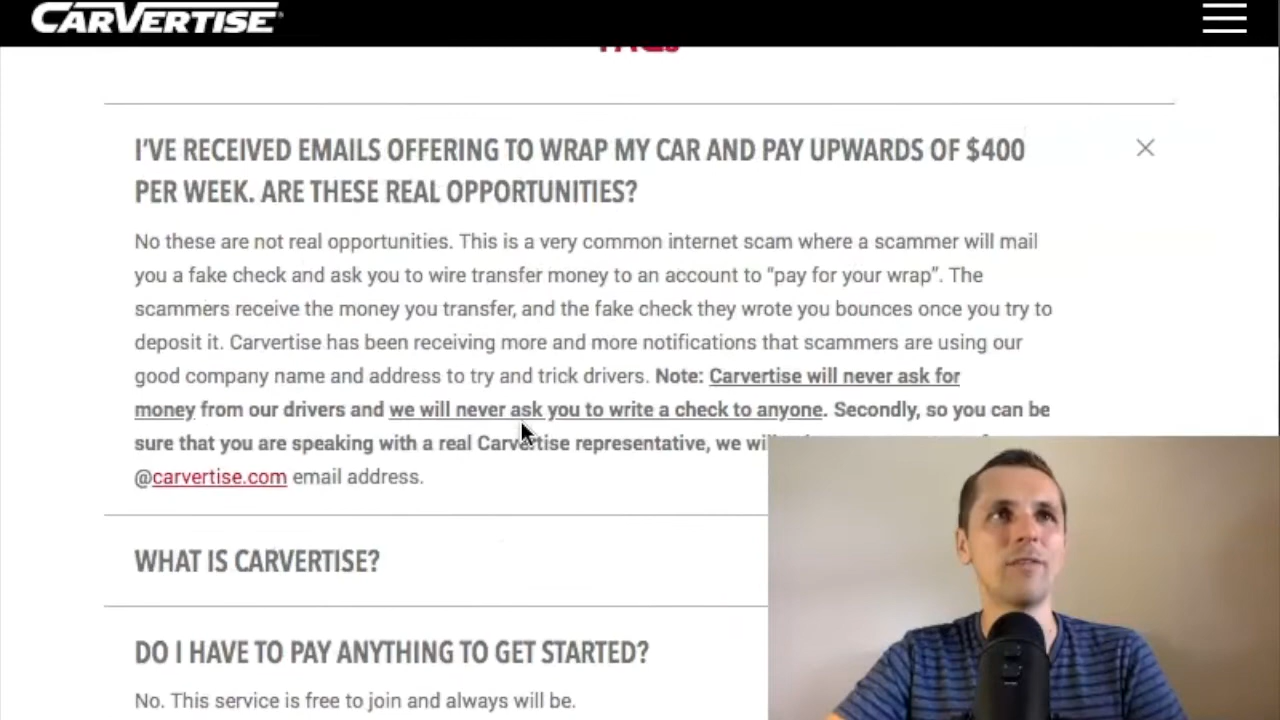 CARVERTISE
FAQs
I'VE RECEIVED EMAILS OFFERING TO WRAP MY CAR AND PAY UPWARDS OF $400
PER WEEK. ARE THESE REAL OPPORTUNITIES?
No these are not real opportunities. This is a very common internet scam where a scammer will mail
you a fake check and ask you to wire transfer money to an account to “pay for your wrap”. The
scammers receive the money you transfer, and the fake check they wrote you bounces once you try to
deposit it. Carvertise has been receiving more and more notifications that scammers are using our
good company name and address to try and trick drivers. Note: Carvertise will never ask for
money from our drivers and we will never ask you to write a check to anyone. Secondly, so you can be
sure that you are speaking with a real Carvertise representative, we
@carvertise.com email address.
WHAT IS CARVERTISE?
DO I HAVE TO PAY ANYTHING TO GET STARTED?
No. This service is free to join and always will be.